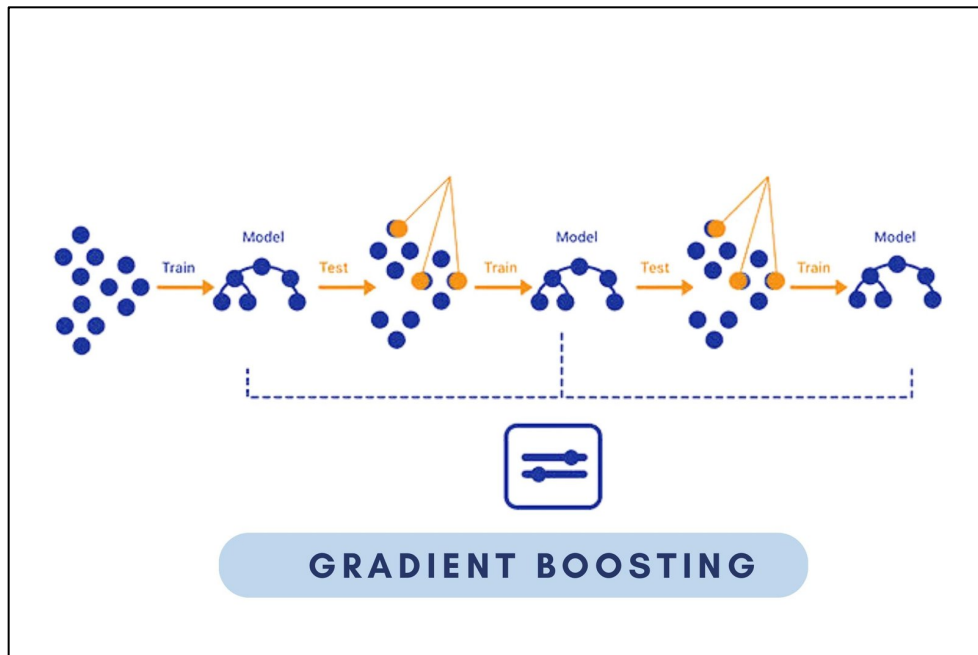 Model
Train
Test
Train
Model
Test
Train
Model
GRADIENT BOOSTING